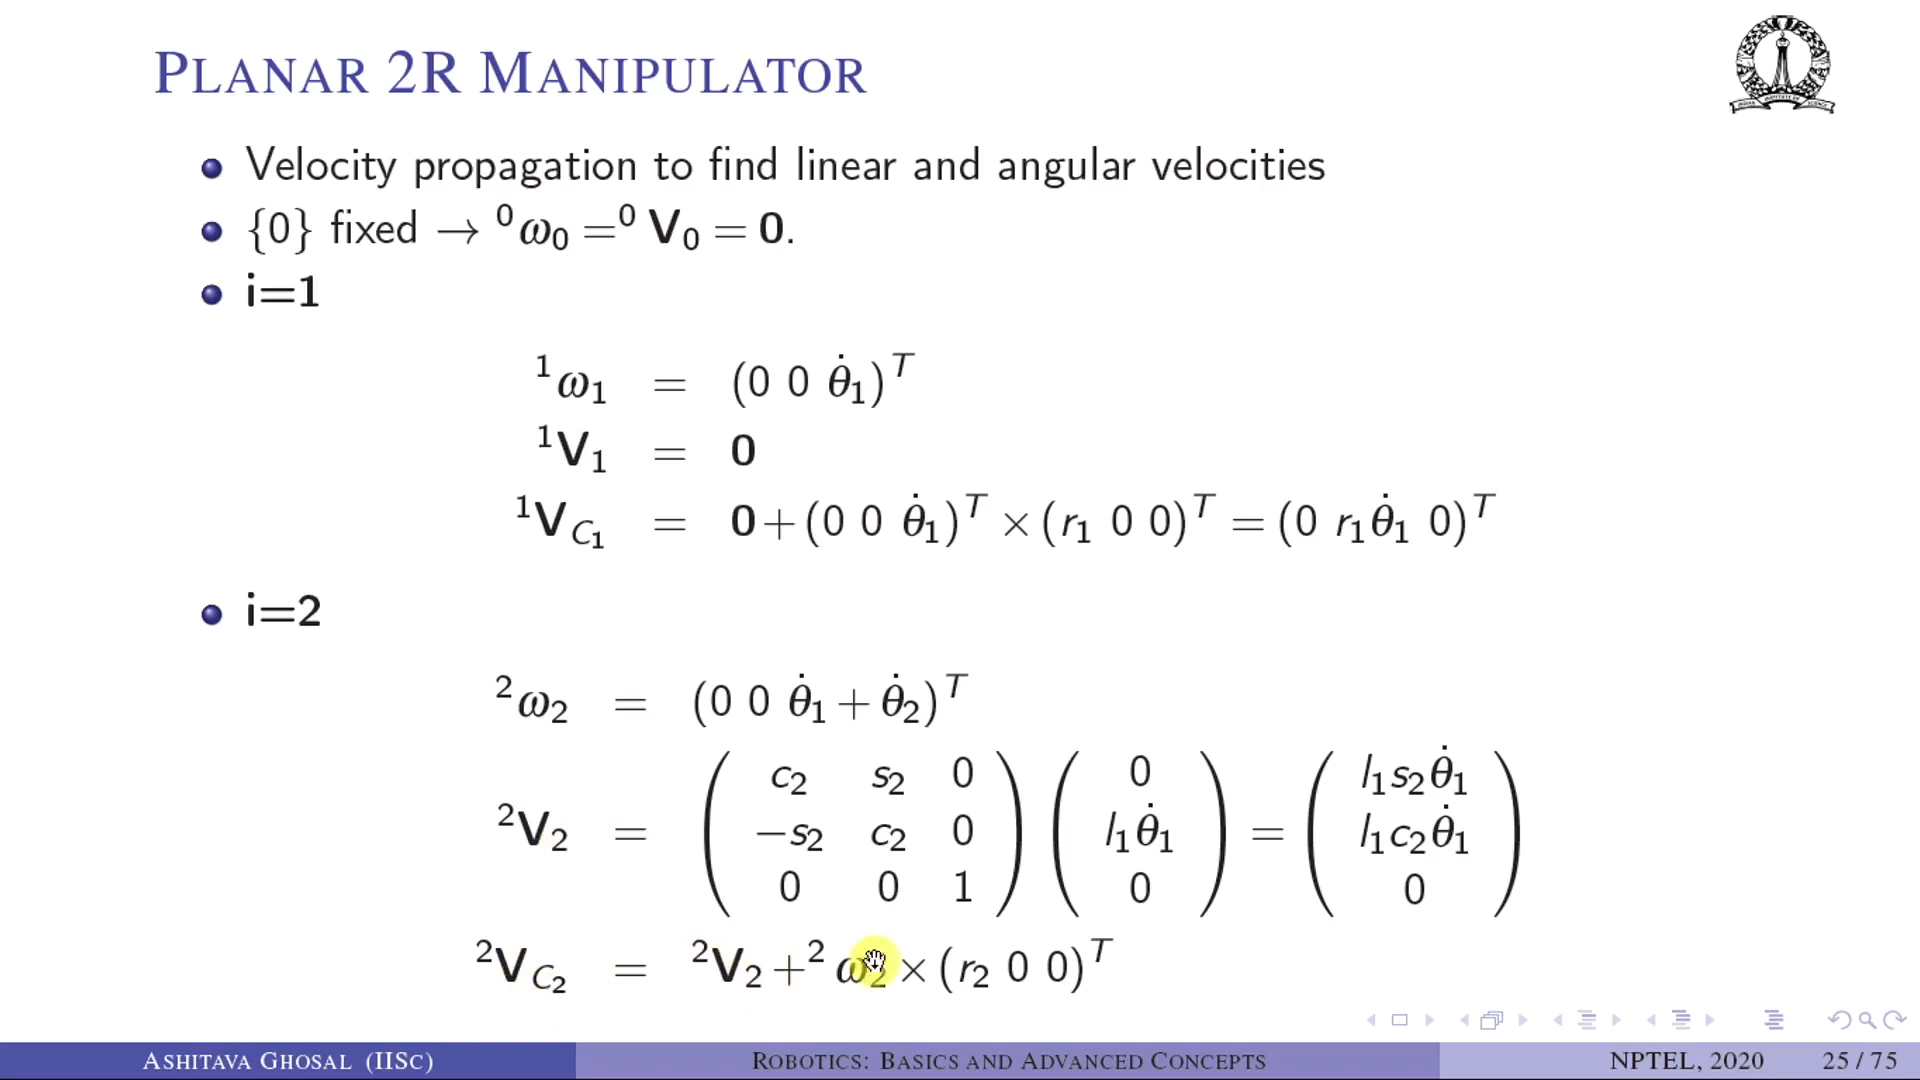 PLANAR 2R MANIPULATOR
Velocity propagation to find linear and angular velocities
{0} fixed → ⁰ω₀ =⁰ V₀ = 0.
i=1
¹ω₁ = (0 0 θ̇₁)ᵀ
¹V₁ = 0
¹V_C₁ = 0+(0 0 θ̇₁)ᵀ ×(r₁ 0 0)ᵀ = (0 r₁θ̇₁ 0)ᵀ
i=2
²ω₂ = (0 0 θ̇₁+θ̇₂)ᵀ
c₂ s₂ 0 0 l₁s₂θ̇₁
²V₂ = −s₂ c₂ 0 l₁θ̇₁ = l₁c₂θ̇₁
0 0 1 0 0
²V_C₂ = ²V₂+²ω₂×(r₂ 0 0)ᵀ
ASHITAVA GHOSAL (IISC) ROBOTICS: BASICS AND ADVANCED CONCEPTS NPTEL, 2020 25 / 75